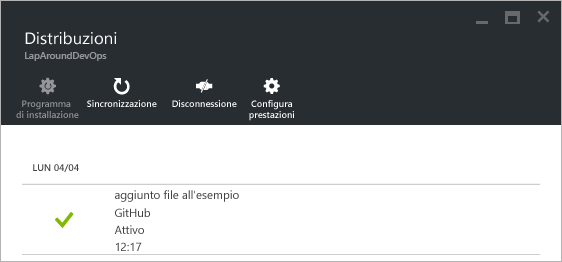 Distribuzioni
LapAroundDevOps
Programma
di installazione
Sincronizzazione
Disconnessione
Configura
prestazioni
LUN 04/04
aggiunto file all'esempio
GitHub
Attivo
12:17